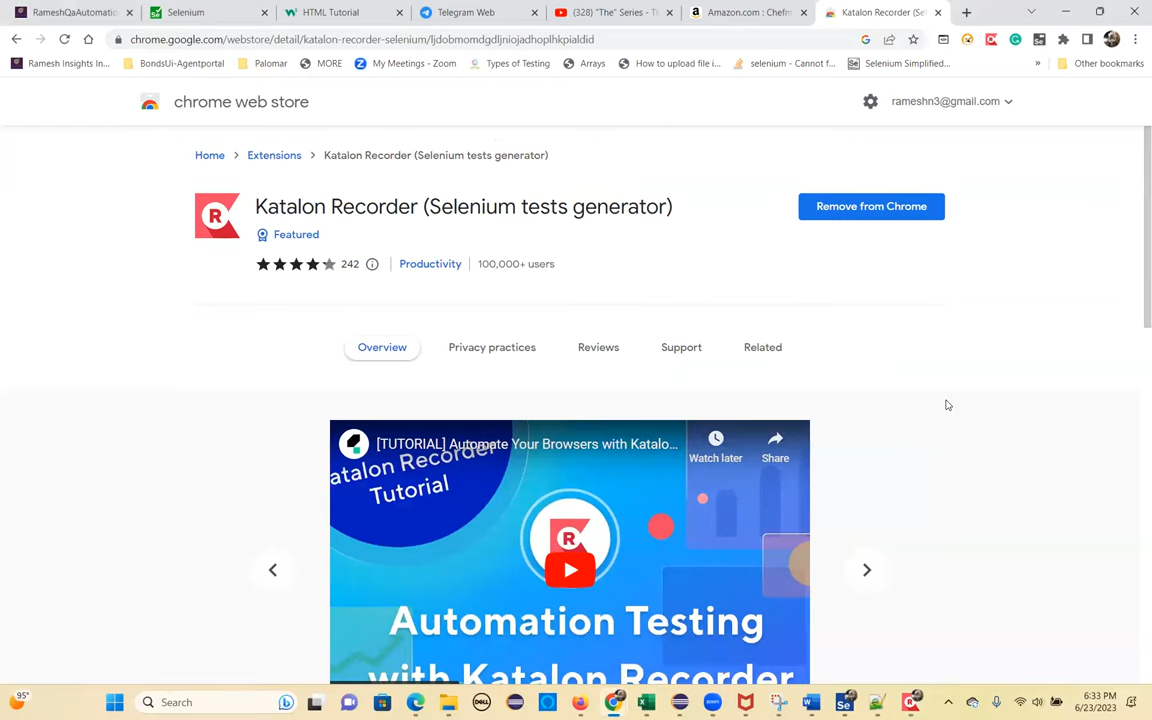 RameshQaAutomatio
Selenium
HTML Tutorial
Telegram Web
(328) "The" Series - Th
Amazon.com : Chefm
Katalon Recorder (Sel
chrome.google.com/webstore/detail/katalon-recorder-selenium/ljdobmomdgdljniojadhoplhkpialdid
Ramesh Insights In...
BondsUi-Agentportal
Palomar
MORE
My Meetings - Zoom
Types of Testing
Arrays
How to upload file i...
selenium - Cannot f...
Selenium Simplified...
»
Other bookmarks
chrome web store
rameshn3@gmail.com
Home > Extensions > Katalon Recorder (Selenium tests generator)
R
Katalon Recorder (Selenium tests generator)
Remove from Chrome
Featured
242
Productivity
100,000+ users
Overview
Privacy practices
Reviews
Support
Related
[TUTORIAL] Automate Your Browsers with Katalo...
Watch later
Share
atalon Recorder
Tutorial
R
Automation Testing
with Katalon Recorder
95°
Search
DELL
6:33 PM
6/23/2023